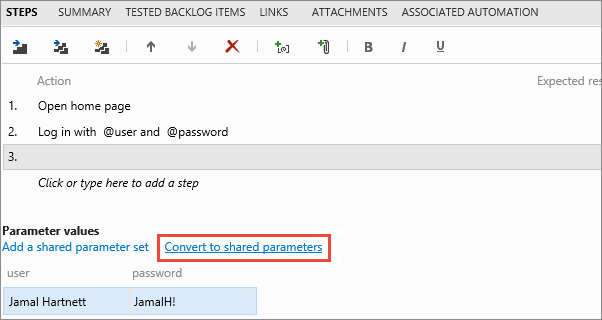 STEPS SUMMARY TESTED BACKLOG ITEMS LINKS ATTACHMENTS ASSOCIATED AUTOMATION
B I U
Action Expected res
1. Open home page
2. Log in with @user and @password
3.
Click or type here to add a step
Parameter values
Add a shared parameter set Convert to shared parameters
user password
Jamal Hartnett JamalH!